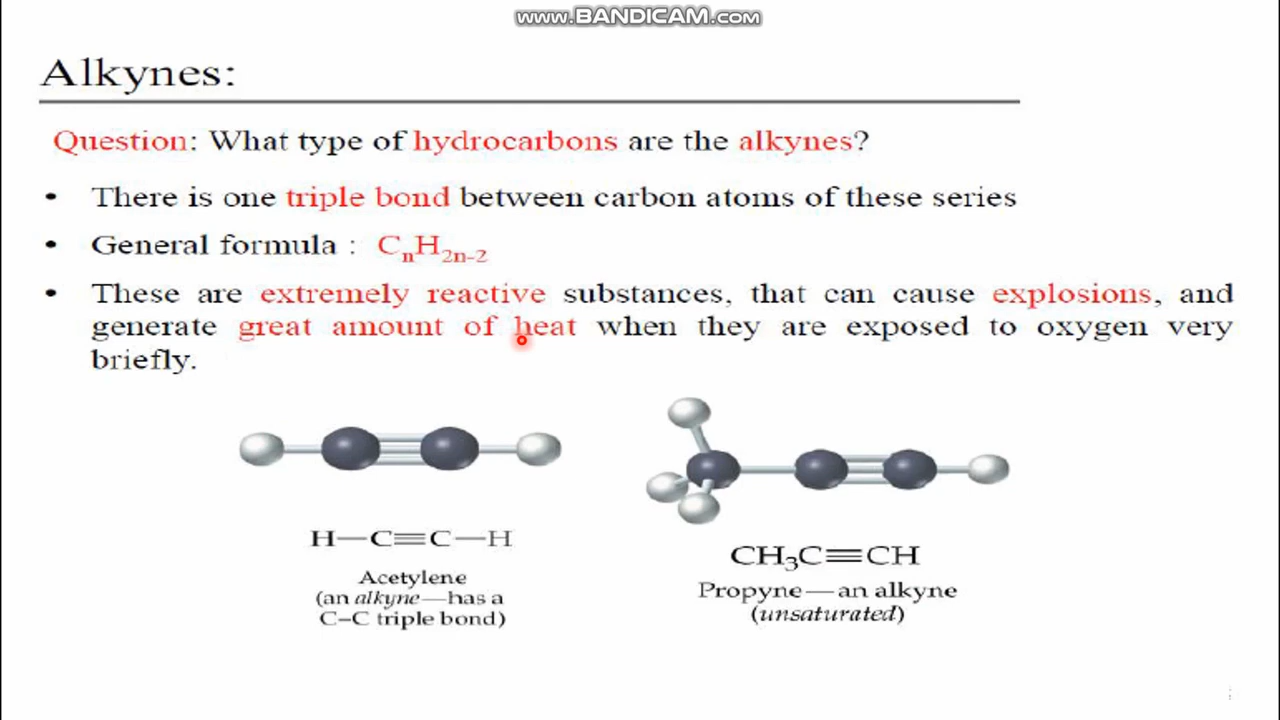 www.BANDICAM.com
Alkynes:
Question: What type of hydrocarbons are the alkynes?
• There is one triple bond between carbon atoms of these series
• General formula : CₙH₂ₙ₋₂
• These are extremely reactive substances, that can cause explosions, and
generate great amount of heat when they are exposed to oxygen very
briefly.
H—C≡C—H
Acetylene
(an alkyne—has a
C–C triple bond)
CH₃C≡CH
Propyne—an alkyne
(unsaturated)